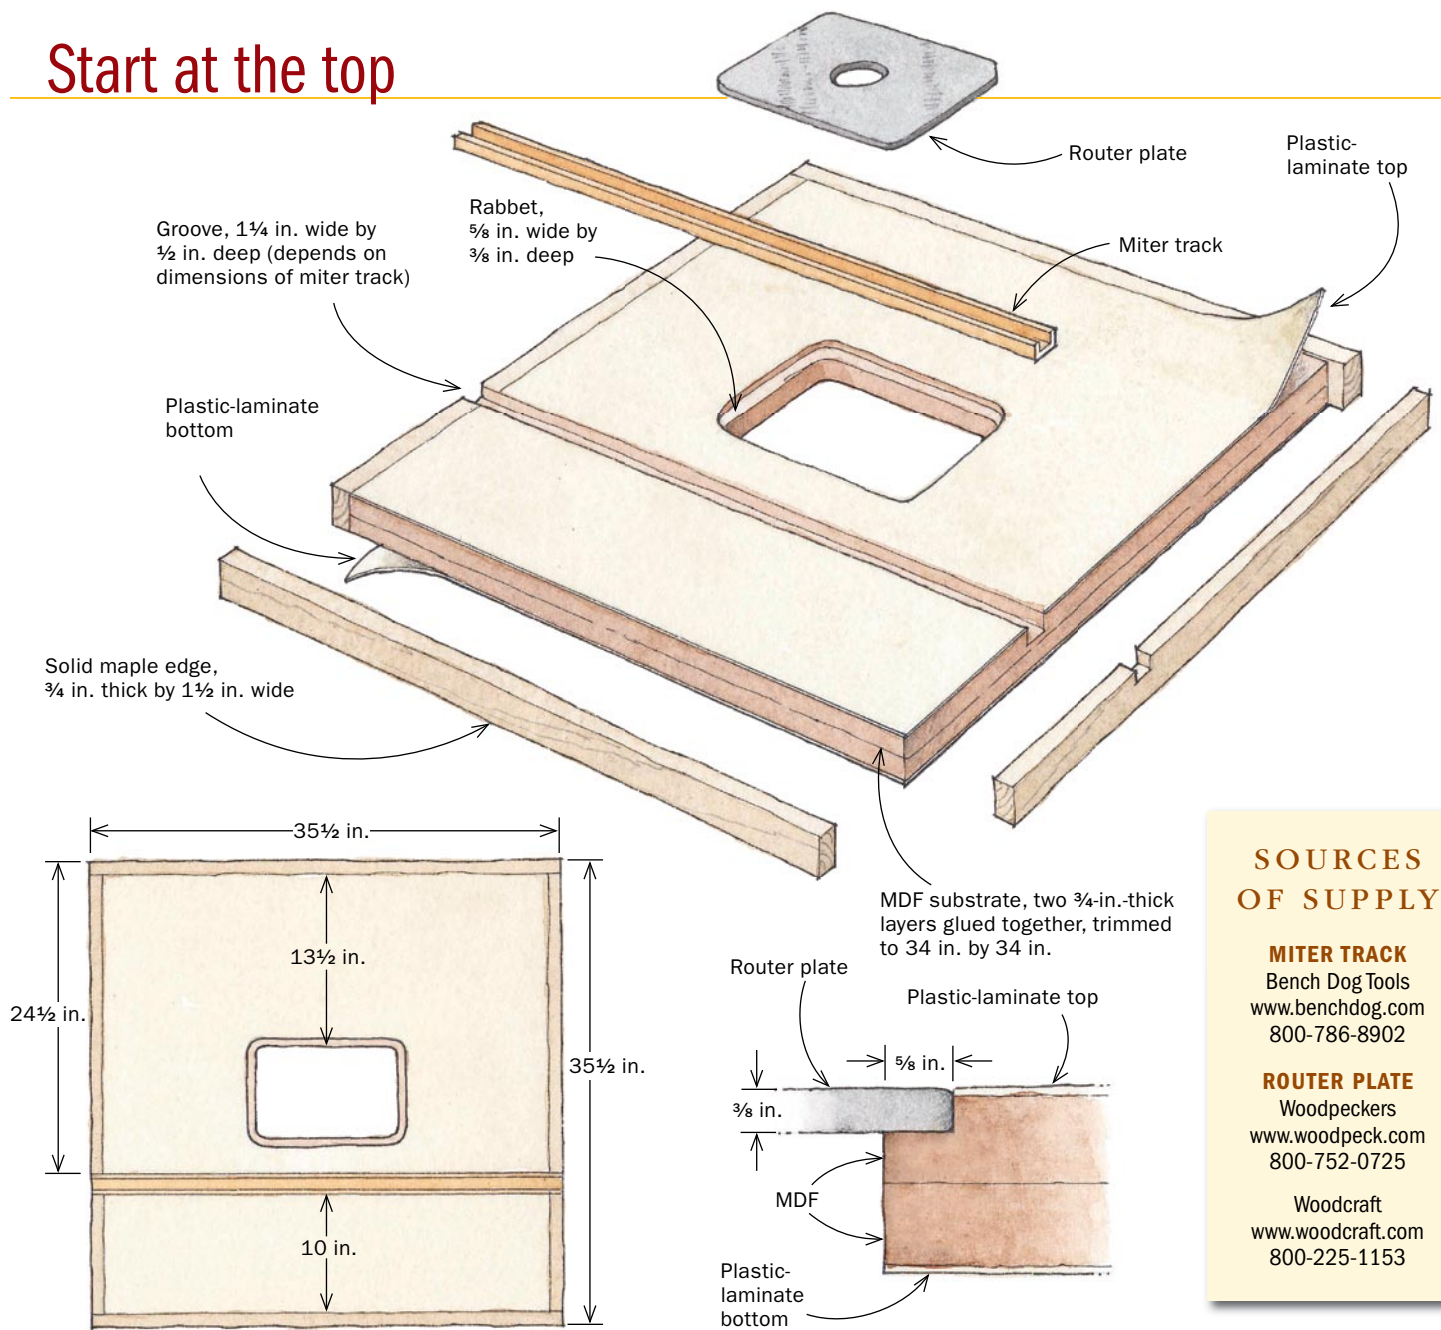 Start at the top
Router plate
Plastic-
laminate top
Rabbet,
⅝ in. wide by
⅜ in. deep
Groove, 1¼ in. wide by
½ in. deep (depends on
dimensions of miter track)
Miter track
Plastic-laminate
bottom
Solid maple edge,
¾ in. thick by 1½ in. wide
MDF substrate, two ¾-in.-thick
layers glued together, trimmed
to 34 in. by 34 in.
35½ in.
13½ in.
24½ in.
35½ in.
10 in.
Router plate
Plastic-laminate top
⅝ in.
⅜ in.
MDF
Plastic-
laminate
bottom
SOURCES
OF SUPPLY
MITER TRACK
Bench Dog Tools
www.benchdog.com
800-786-8902
ROUTER PLATE
Woodpeckers
www.woodpeck.com
800-752-0725
Woodcraft
www.woodcraft.com
800-225-1153